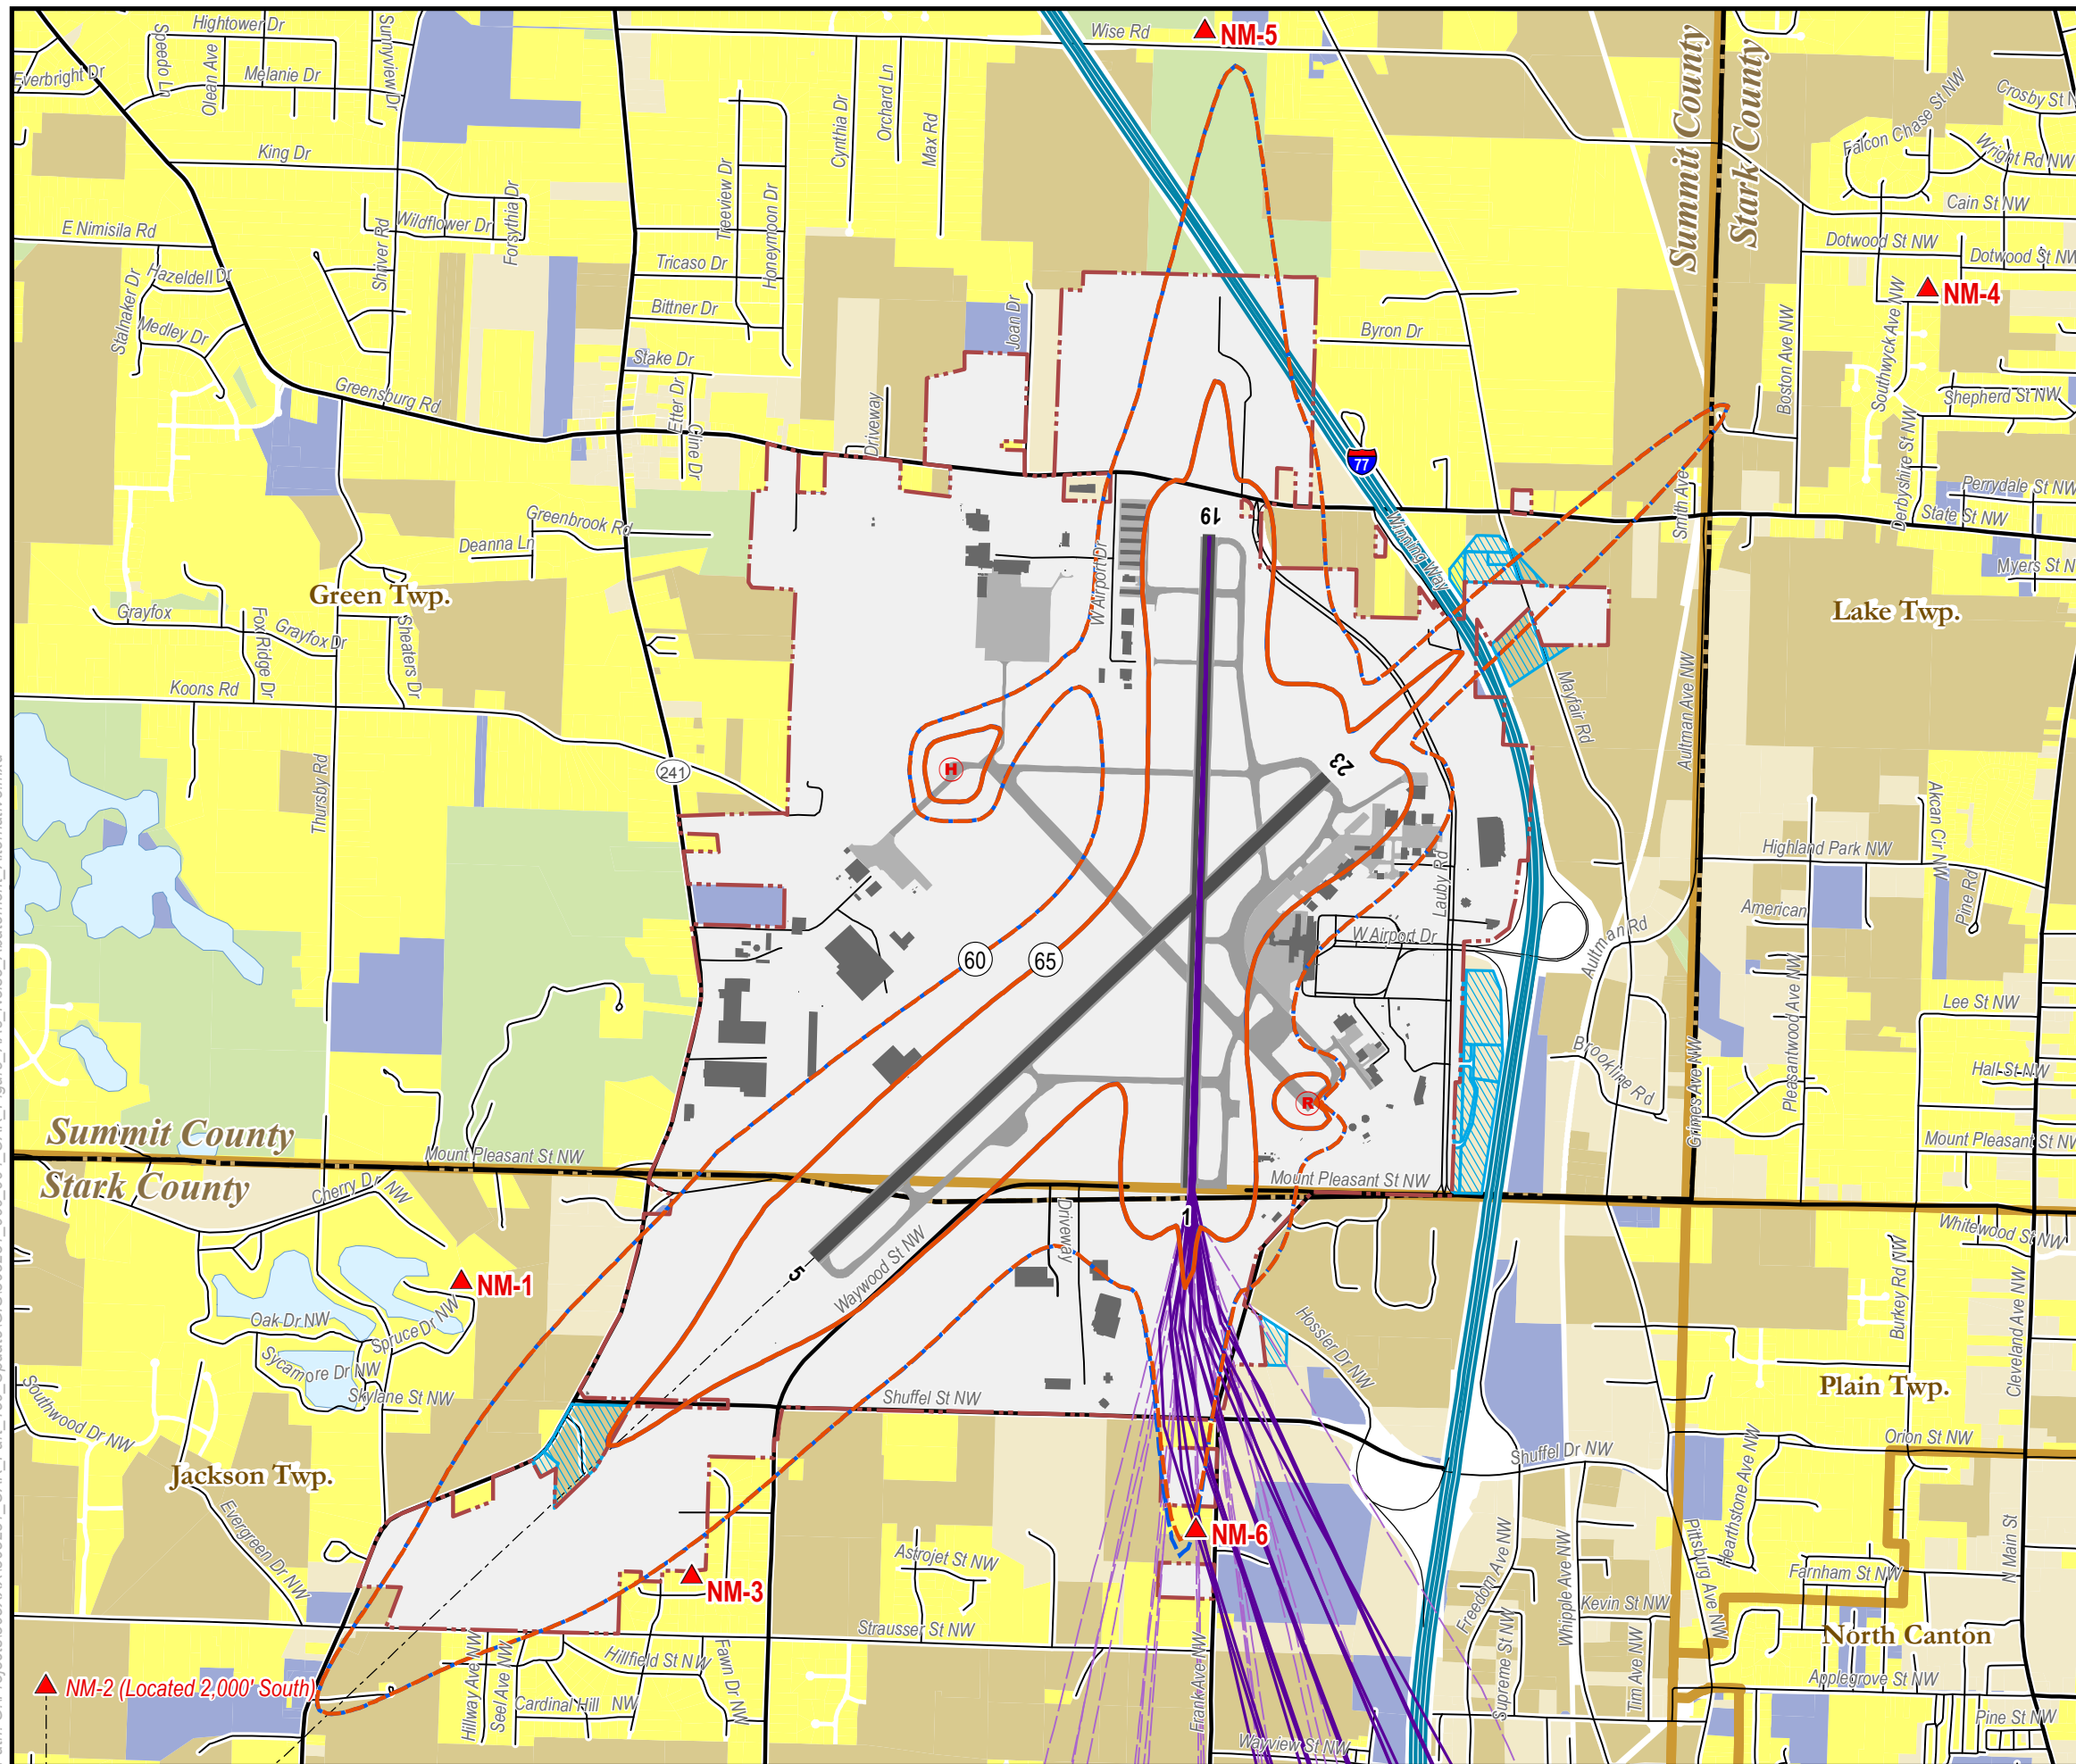 Wise Rd
NM-5
Hightower Dr
Speedo Ln
Olean Ave
Sunnyview Dr
Everbright Dr
Melanie Dr
King Dr
Cynthia Dr
Orchard Ln
Max Rd
Summit County
Stark County
Falcon Chase St NW
Crosby St N
Wright Rd NW
Cain St NW
Treeview Dr
Honeymoon Dr
Wildflower Dr
Forsythia Dr
Shriver Rd
E Nimisila Rd
Hazeldell Dr
Stalnaker Dr
Medley Dr
Tricaso Dr
Bittner Dr
Stake Dr
Etter Dr
Cline Dr
Joan Dr
Driveway
Byron Dr
Dotwood St NW
Dotwood St NW
NM-4
Boston Ave NW
Southwyck Ave NW
Shepherd St NW
Derbyshire St NW
Greensburg Rd
77
Perrydale St NW
State St NW
Smith Ave
19
Winning Way
Greenbrook Rd
Deanna Ln
W Airport Dr
Myers St N
Green Twp.
Lake Twp.
Grayfox
Fox Ridge Dr
Grayfox Dr
Sheaters Dr
Koons Rd
Mayfair Rd
Aultman Ave NW
241
H
23
Thursby Rd
Lauby Rd
Highland Park NW
Akcan Cir NW
Pine Rd
American
W Airport Dr
Aultman Rd
60
65
Pleasantwood Ave NW
Lee St NW
Brookline Rd
Hall St NW
R
Grimes Ave NW
Summit County
Stark County
Mount Pleasant St NW
Mount Pleasant St NW
Mount Pleasant St NW
Cherry Dr NW
Driveway
1
Whitewood St NW
Burkey Rd NW
Cleveland Ave NW
NM-1
5
Waywood St NW
Oak Dr NW
Spruce Dr NW
Sycamore Dr NW
Skylane St NW
Southwood Dr NW
Hossler Dr NW
Shuffel St NW
Plain Twp.
Orion St NW
Shuffel Dr NW
Hearthstone Ave NW
Jackson Twp.
Evergreen Dr NW
NM-6
Astrojet St NW
NM-3
Pittsburg Ave NW
N Main St
Farnham St NW
Freedom Ave NW
Whipple Ave NW
Kevin St NW
Strausser St NW
North Canton
Hillfield St NW
Fawn Dr NW
Hillway Ave NW
Seel Ave NW
Cardinal Hill NW
Frank Ave NW
Supreme St NW
Tim Ave NW
Applegrove St NW
NM-2 (Located 2,000' South)
Wayview St NW
Pine St NW